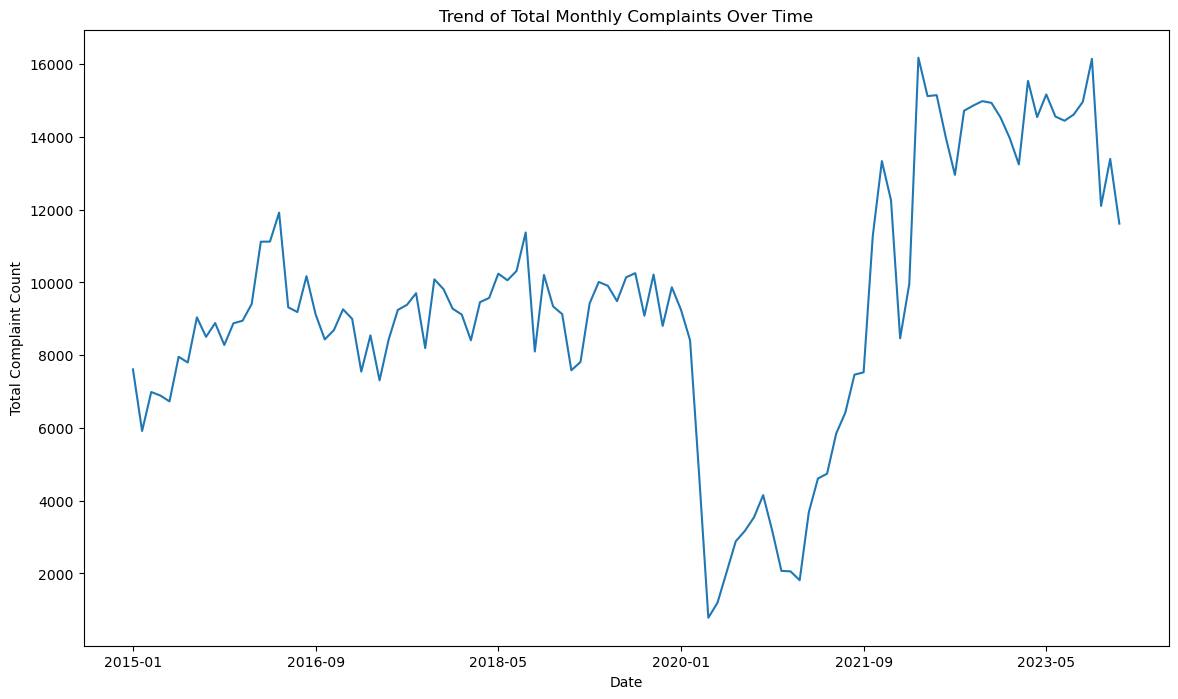 Trend of Total Monthly Complaints Over Time
Total Complaint Count
16000
14000
12000
10000
8000
6000
4000
2000
2015-01 2016-09 2018-05 2020-01 2021-09 2023-05
Date